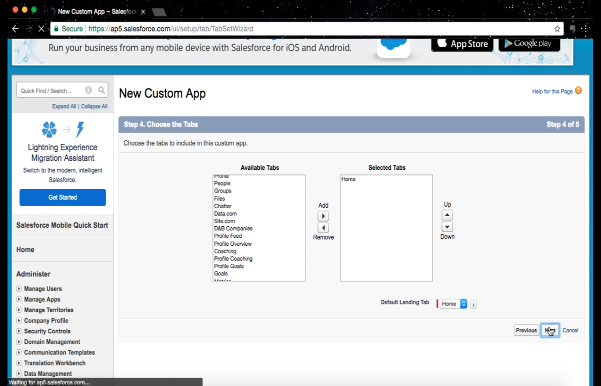 New Custom App ~ Salesfo
Secure https://ap5.salesforce.com/ui/setup/tab/TabSetWizard
Run your business from any mobile device with Salesforce for iOS and Android.
App Store
Google play
Quick Find / Search...
Expand All | Collapse All
Lightning Experience
Migration Assistant
Switch to the modern, intelligent
Salesforce.
Get Started
Salesforce Mobile Quick Start
Home
Administer
Manage Users
Manage Apps
Manage Territories
Company Profile
Security Controls
Domain Management
Communication Templates
Translation Workbench
Data Management
New Custom App
Help for this Page
Step 4. Choose the Tabs
Step 4 of 5
Choose the tabs to include in this custom app.
Available Tabs
Selected Tabs
Profile
People
Groups
Files
Chatter
Data.com
Site.com
D&B Companies
Profile Feed
Profile Overview
Coaching
Profile Coaching
Profile Goals
Goals
Add
Remove
Home
Up
Down
Default Landing Tab
Home
Previous
Next
Cancel
Waiting for ap5.salesforce.com...